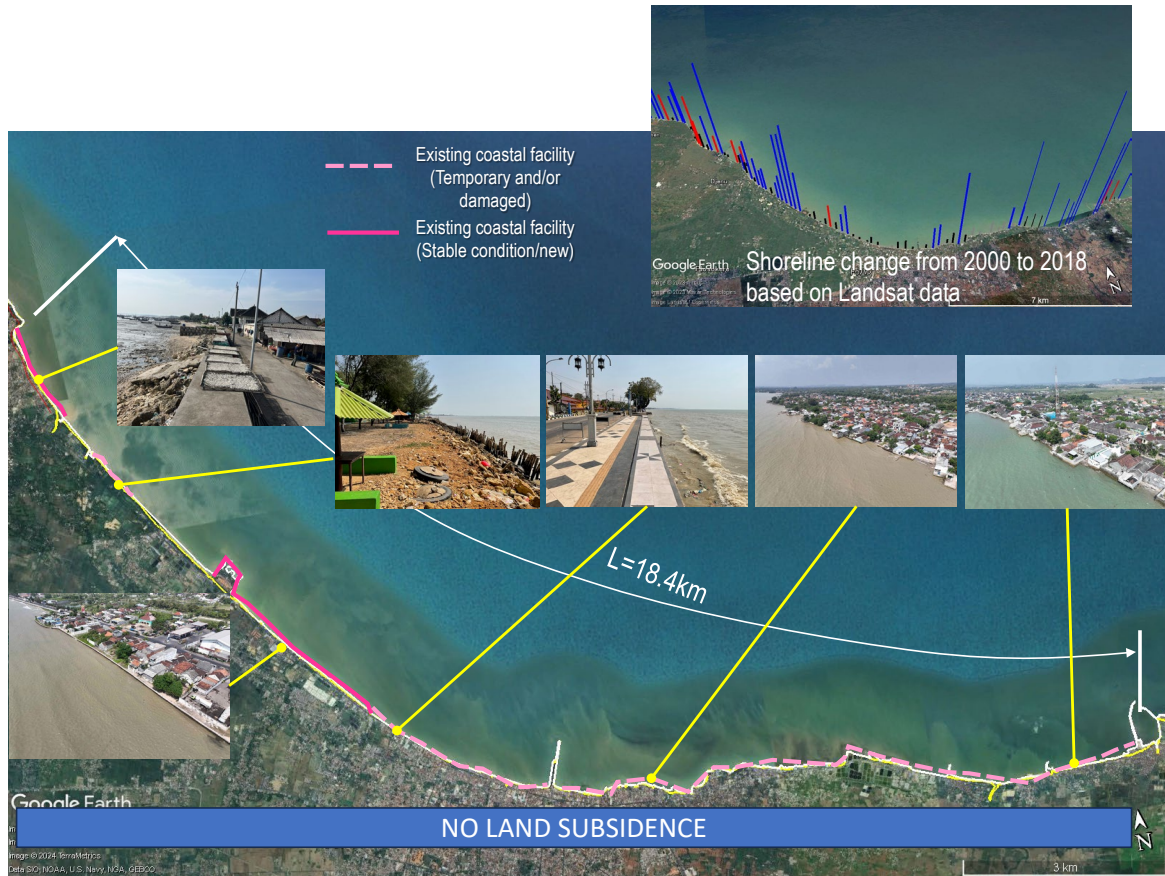 Existing coastal facility
(Temporary and/or
damaged)
Existing coastal facility
(Stable condition/new)
Google Earth
Shoreline change from 2000 to 2018
based on Landsat data
7 km
N
L=18.4km
Google Earth
NO LAND SUBSIDENCE
Image © 2024 TerraMetrics
Data SIO, NOAA, U.S. Navy, NGA, GEBCO
3 km
N